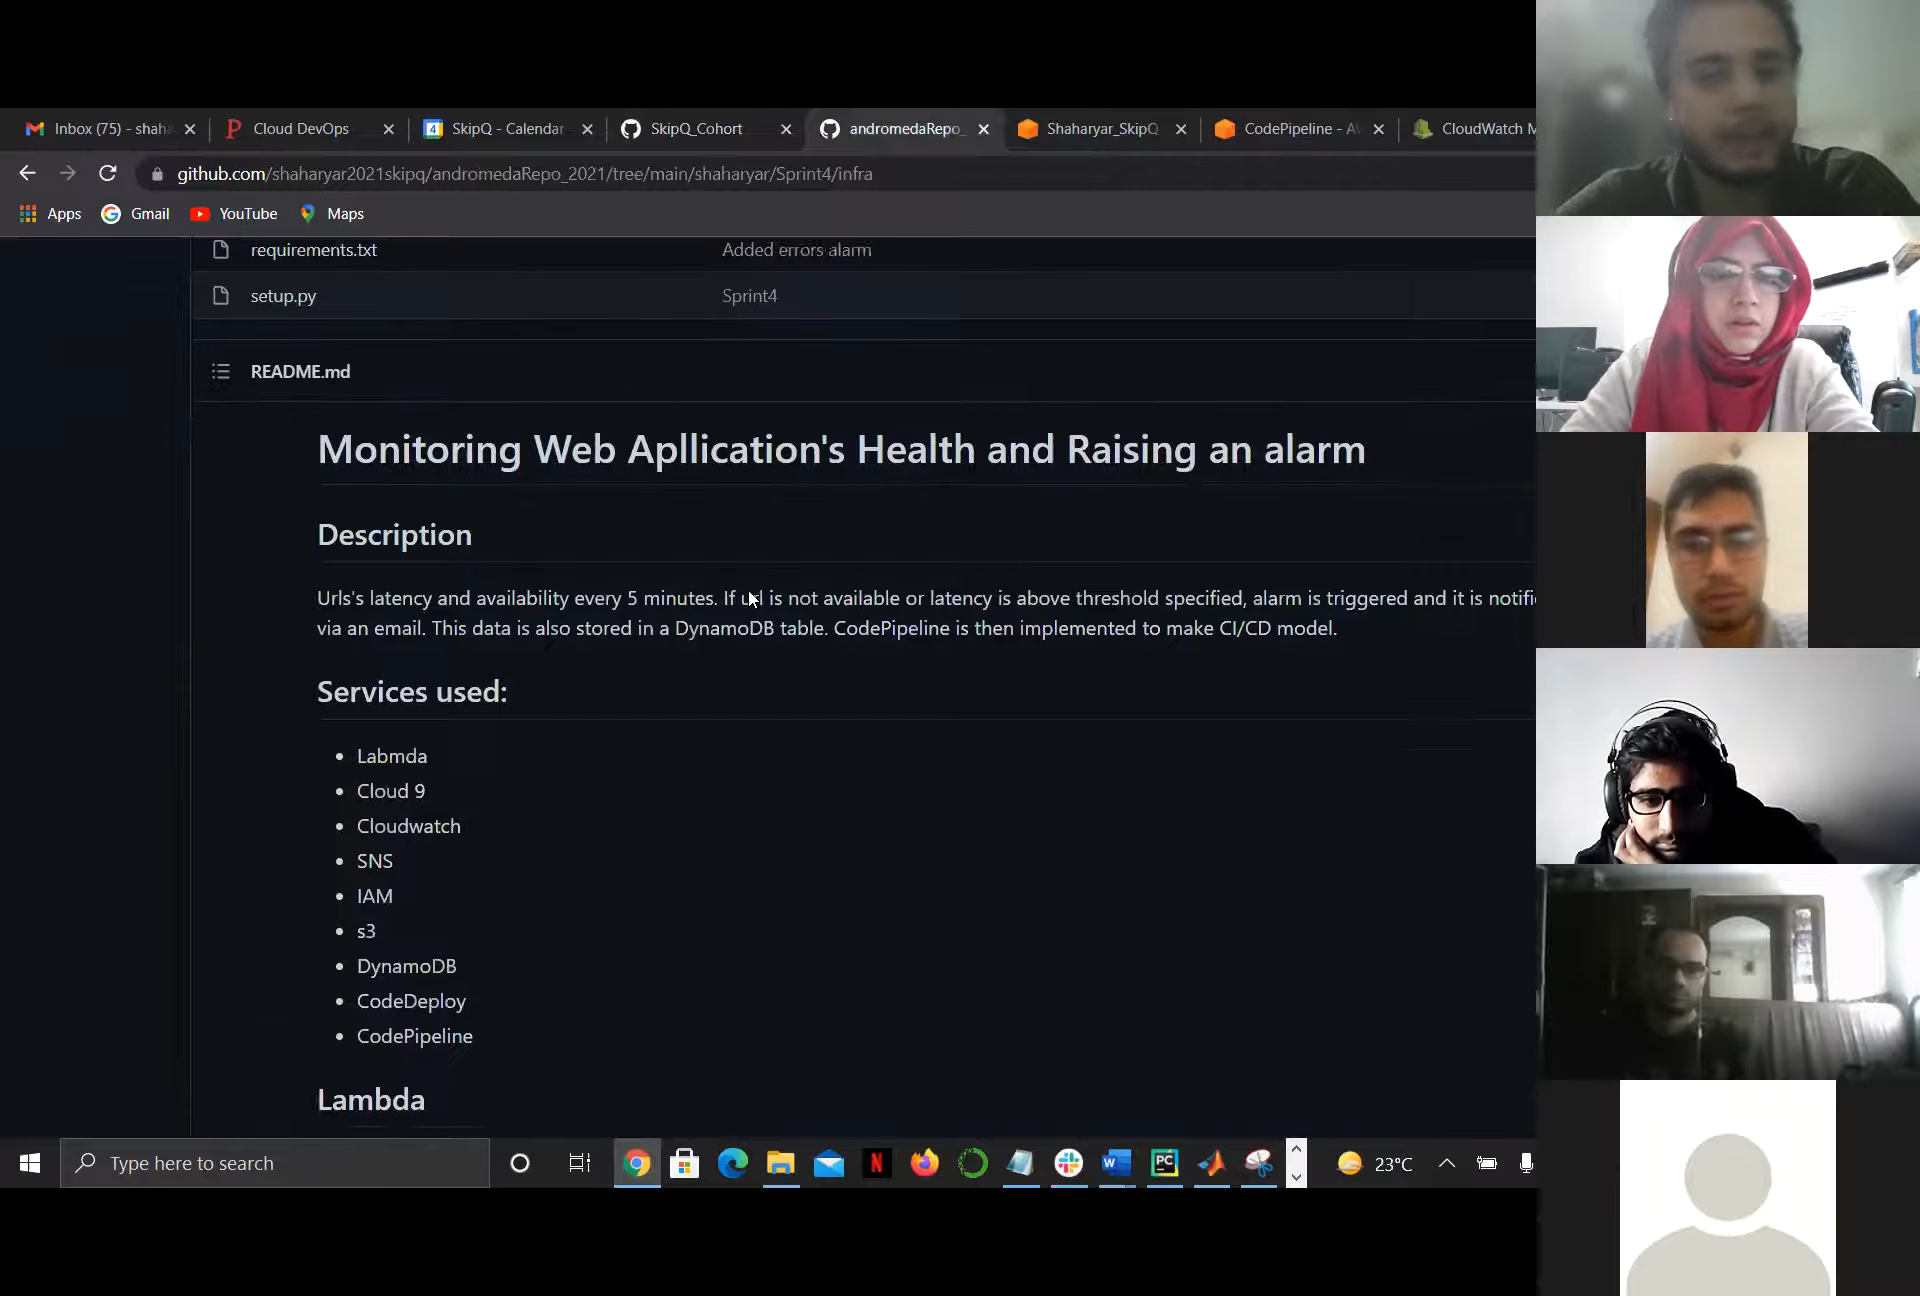 Inbox (75) - shaha
Cloud DevOps
SkipQ - Calendar
SkipQ_Cohort
andromedaRepo_
Shaharyar_SkipQ
CodePipeline - A
CloudWatch M
github.com/shaharyar2021skipq/andromedaRepo_2021/tree/main/shaharyar/Sprint4/infra
Apps
Gmail
YouTube
Maps
requirements.txt Added errors alarm
setup.py Sprint4
README.md
Monitoring Web Apllication's Health and Raising an alarm
Description
Urls's latency and availability every 5 minutes. If url is not available or latency is above threshold specified, alarm is triggered and it is notifi
via an email. This data is also stored in a DynamoDB table. CodePipeline is then implemented to make CI/CD model.
Services used:
Labmda
Cloud 9
Cloudwatch
SNS
IAM
s3
DynamoDB
CodeDeploy
CodePipeline
Lambda
Type here to search
23°C